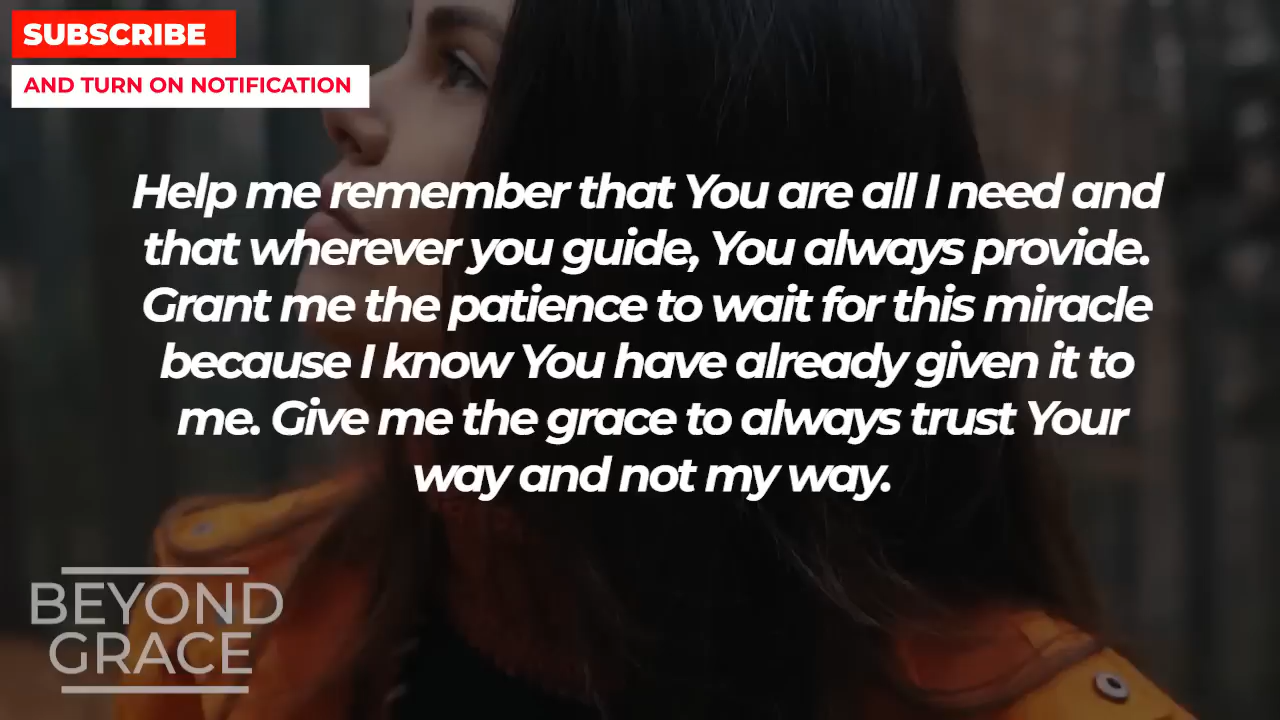 SUBSCRIBE
AND TURN ON NOTIFICATION
Help me remember that You are all I need and
that wherever you guide, You always provide.
Grant me the patience to wait for this miracle
because I know You have already given it to
me. Give me the grace to always trust Your
way and not my way.
BEYOND
GRACE